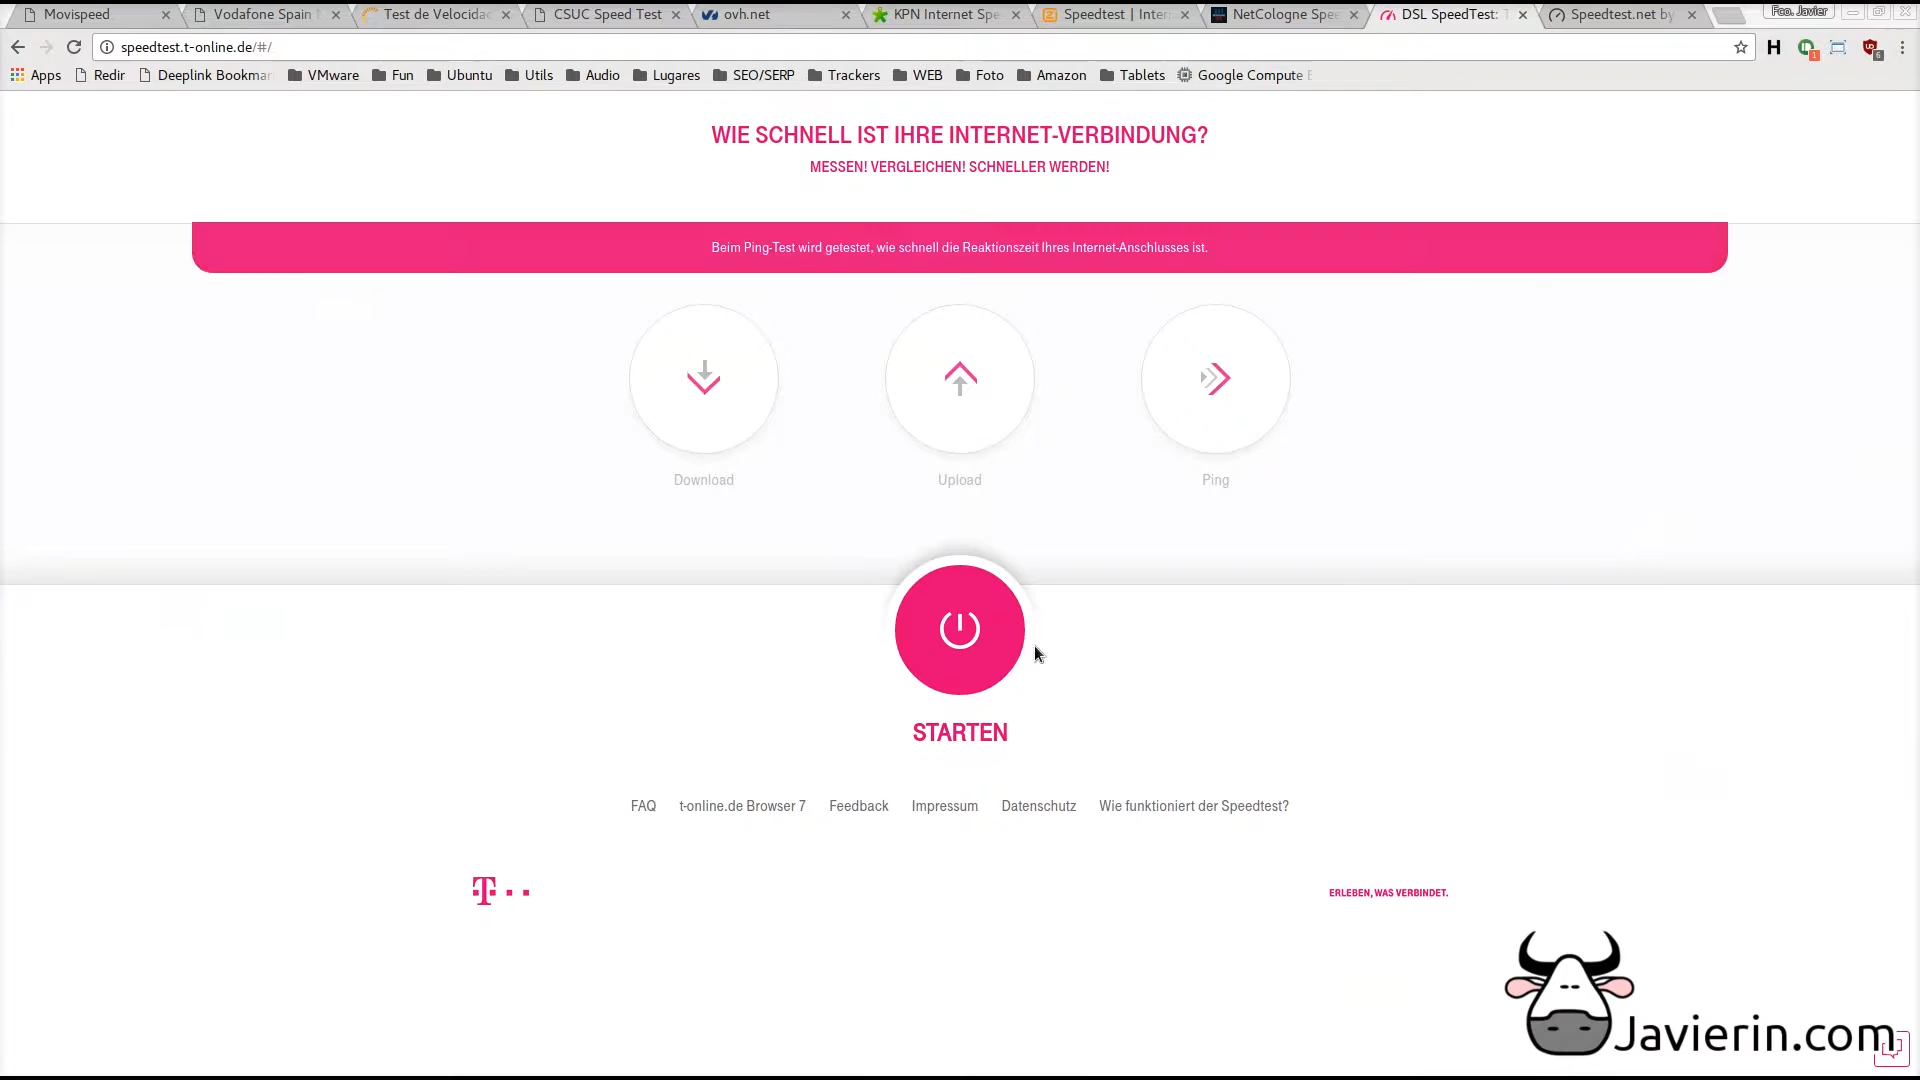 Movispeed
Vodafone Spain
Test de Velocidad
CSUC Speed Test
ovh.net
KPN Internet Spe
Speedtest | Inter
NetCologne Spee
DSL SpeedTest: T
Speedtest.net by
Fco. Javier
speedtest.t-online.de/#/
H
1
6
Apps
Redir
Deeplink Bookmar
VMware
Fun
Ubuntu
Utils
Audio
Lugares
SEO/SERP
Trackers
WEB
Foto
Amazon
Tablets
Google Compute E
WIE SCHNELL IST IHRE INTERNET-VERBINDUNG?
MESSEN! VERGLEICHEN! SCHNELLER WERDEN!
Beim Ping-Test wird getestet, wie schnell die Reaktionszeit Ihres Internet-Anschlusses ist.
Download
Upload
Ping
STARTEN
FAQ
t-online.de Browser 7
Feedback
Impressum
Datenschutz
Wie funktioniert der Speedtest?
T
ERLEBEN, WAS VERBINDET.
Javierin.com